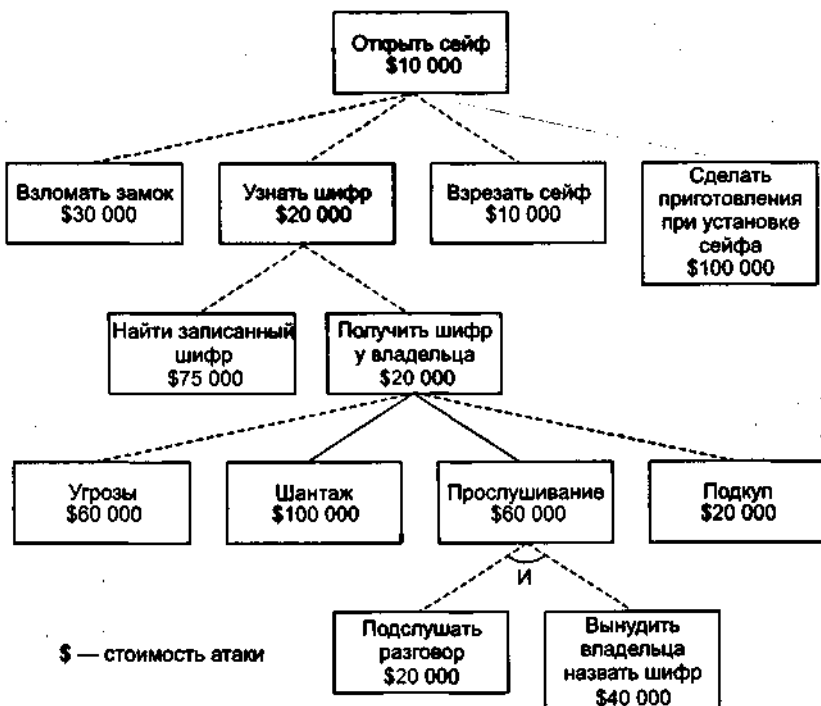 Открыть сейф
$10 000
Взломать замок
$30 000
Узнать шифр
$20 000
Взрезать сейф
$10 000
Сделать
приготовления
при установке
сейфа
$100 000
Найти записанный
шифр
$75 000
Получить шифр
у владельца
$20 000
Угрозы
$60 000
Шантаж
$100 000
Прослушивание
$60 000
Подкуп
$20 000
И
Подслушать
разговор
$20 000
Вынудить
владельца
назвать шифр
$40 000
$ — стоимость атаки